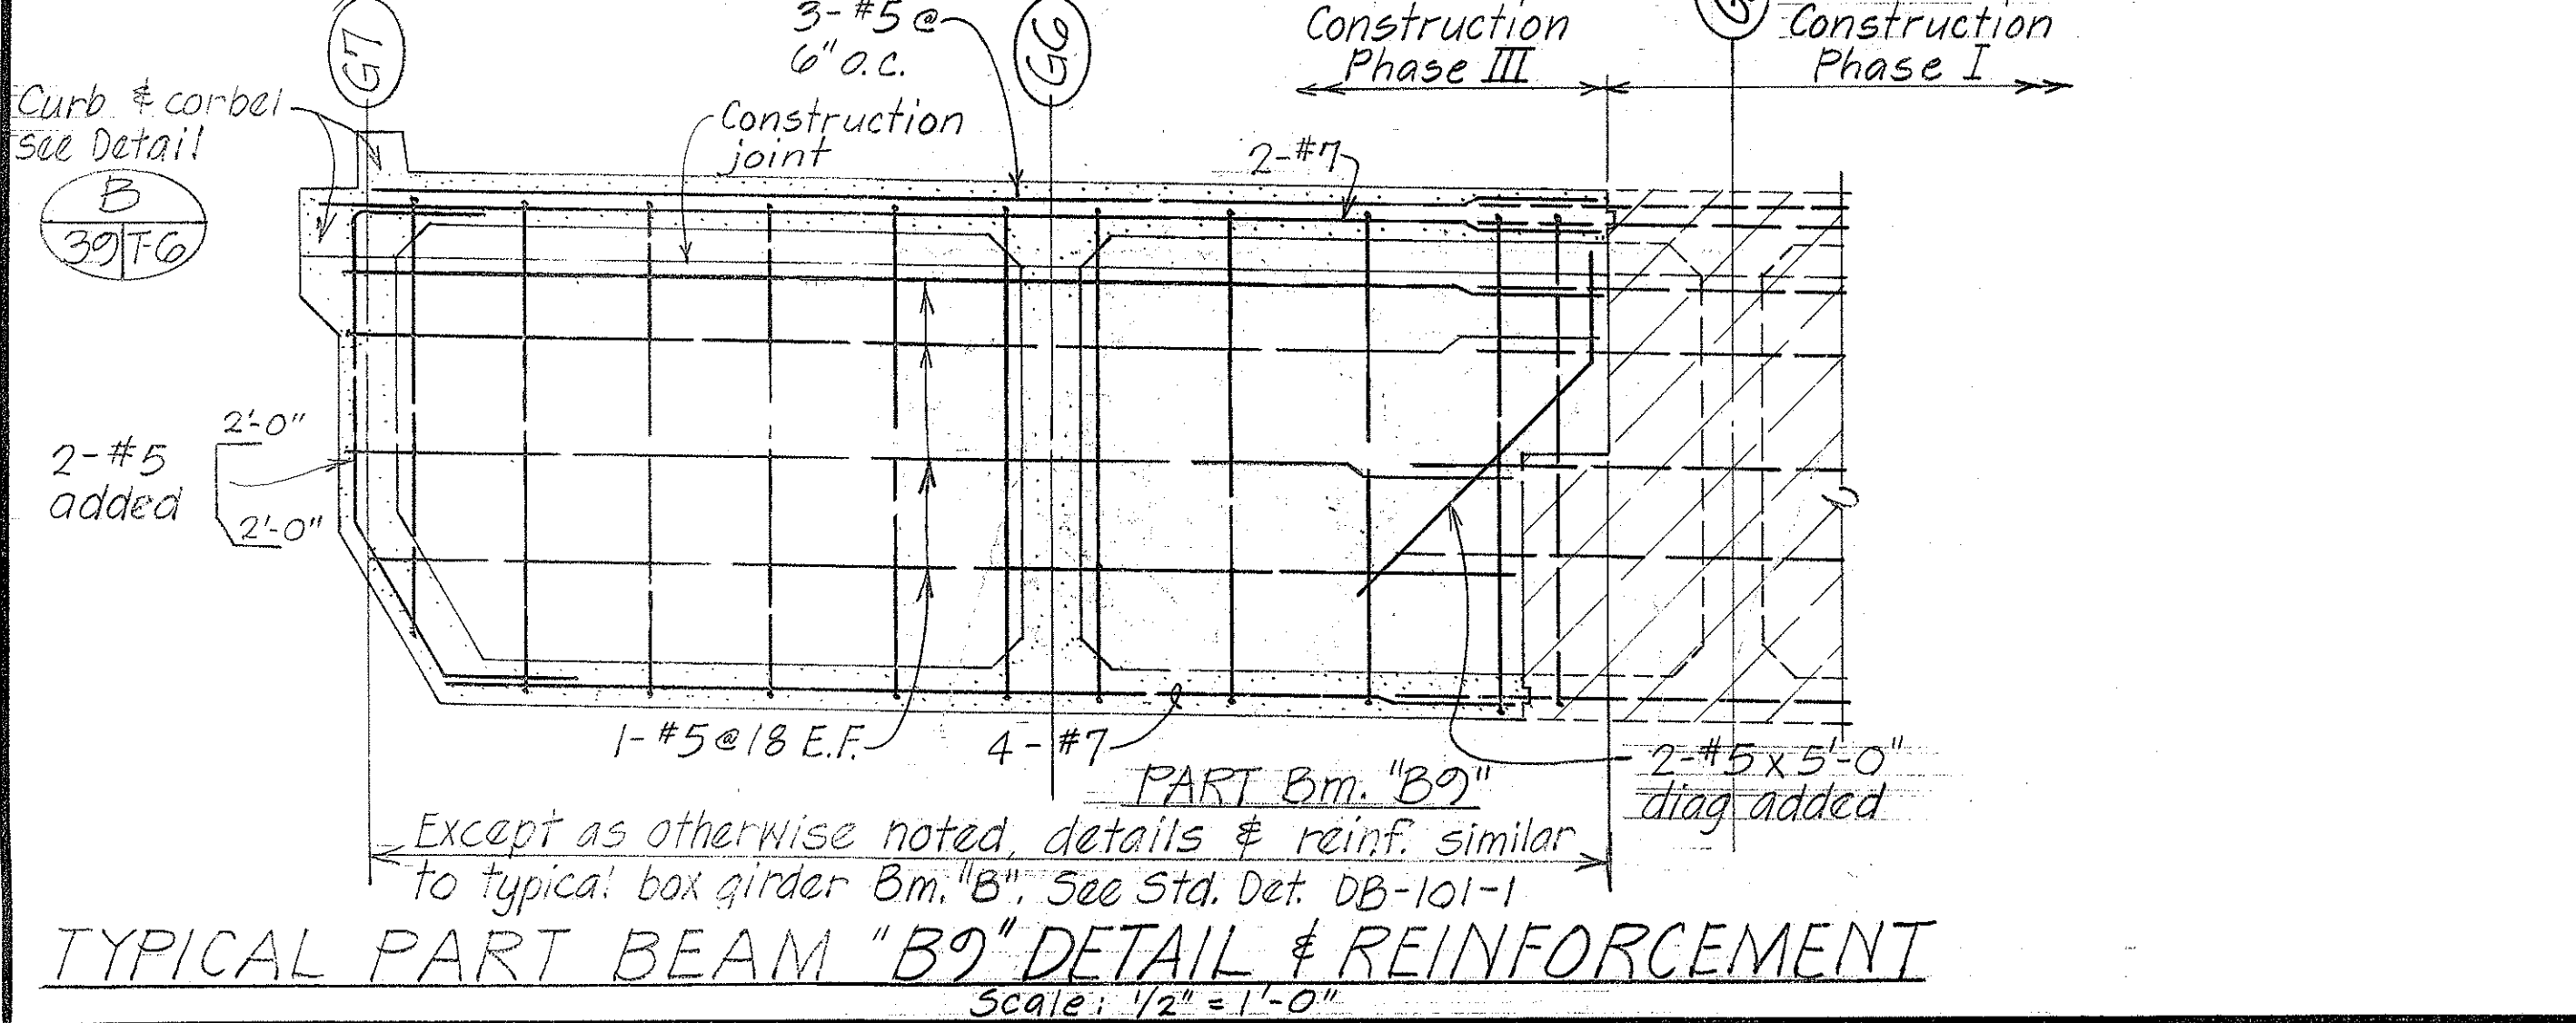 G7
3-#5 @
6" O.C.
G6
Construction
Phase III
Construction
Phase I
Curb & corbel
see Detail
B
39 T-6
Construction
joint
2-#7
2-#5
added
2'-0"
2'-0"
1-#5@18 E.F.
4-#7
2-#5 x 5'-0"
diag added
PART Bm. "B9"
Except as otherwise noted, details & reinf. similar
to typical box girder Bm. "B". See Std. Det. DB-101-1
TYPICAL PART BEAM "B9" DETAIL & REINFORCEMENT
Scale: 1/2" = 1'-0"